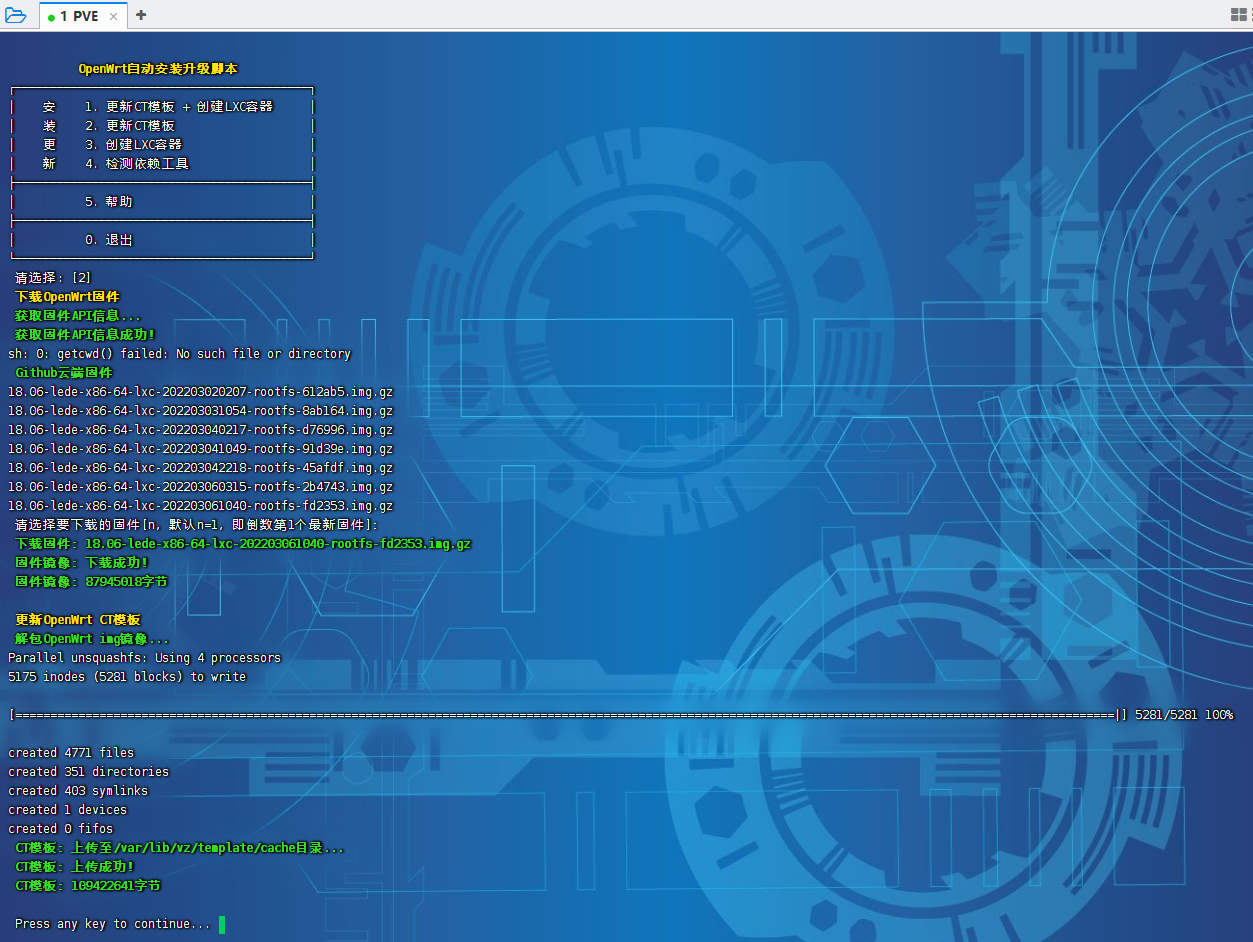 1 PVE
OpenWrt自动安装升级脚本
安 1. 更新CT模板 + 创建LXC容器
装 2. 更新CT模板
更 3. 创建LXC容器
新 4. 检测依赖工具
5. 帮助
0. 退出
请选择: [2]
下载OpenWrt固件
获取固件API信息...
获取固件API信息成功!
sh: 0: getcwd() failed: No such file or directory
Github云端固件
18.06-lede-x86-64-lxc-202203020207-rootfs-612ab5.img.gz
18.06-lede-x86-64-lxc-202203031054-rootfs-8ab164.img.gz
18.06-lede-x86-64-lxc-202203040217-rootfs-d76996.img.gz
18.06-lede-x86-64-lxc-202203041049-rootfs-91d39e.img.gz
18.06-lede-x86-64-lxc-202203042218-rootfs-45afdf.img.gz
18.06-lede-x86-64-lxc-202203060315-rootfs-2b4743.img.gz
18.06-lede-x86-64-lxc-202203061040-rootfs-fd2353.img.gz
请选择要下载的固件[n, 默认n=1, 即倒数第1个最新固件]:
下载固件: 18.06-lede-x86-64-lxc-202203061040-rootfs-fd2353.img.gz
固件镜像: 下载成功!
固件镜像: 87945018字节
更新OpenWrt CT模板
解包OpenWrt img镜像...
Parallel unsquashfs: Using 4 processors
5175 inodes (5281 blocks) to write
[=============================================================================================================================================================|] 5281/5281 100%
created 4771 files
created 351 directories
created 403 symlinks
created 1 devices
created 0 fifos
CT模板: 上传至/var/lib/vz/template/cache目录...
CT模板: 上传成功!
CT模板: 109422641字节
Press any key to continue...